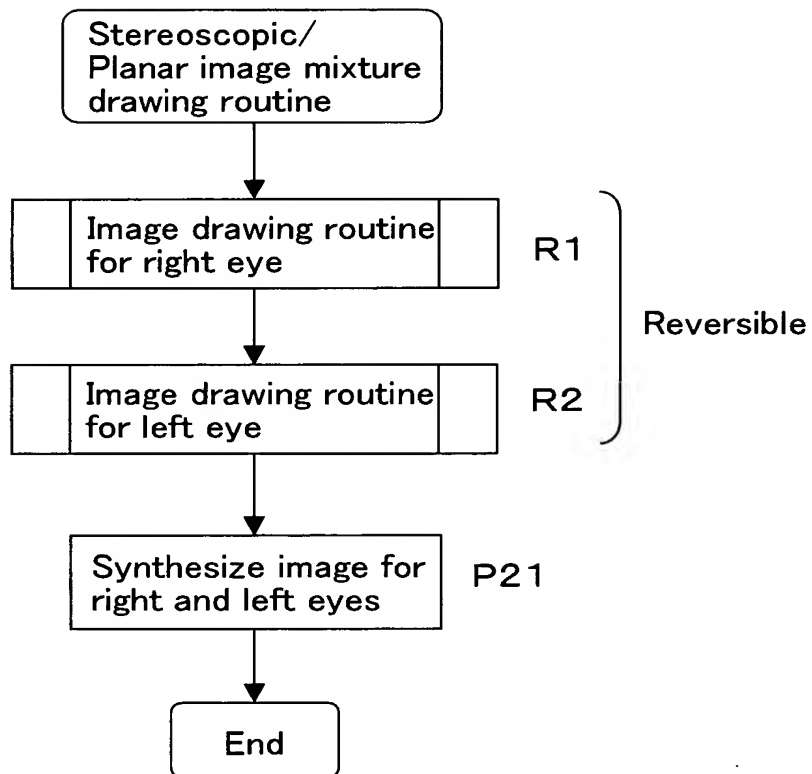 Stereoscopic/
Planar image mixture
drawing routine
Image drawing routine
for right eye
R1
Reversible
Image drawing routine
for left eye
R2
Synthesize image for
right and left eyes
P21
End